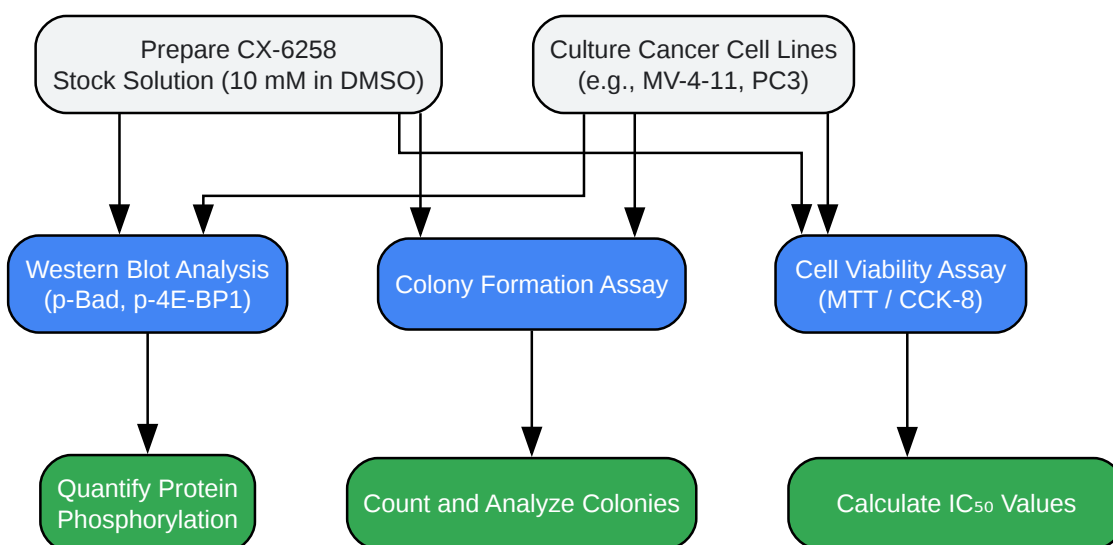 Prepare CX-6258
Stock Solution (10 mM in DMSO)
Culture Cancer Cell Lines
(e.g., MV-4-11, PC3)
Western Blot Analysis
(p-Bad, p-4E-BP1)
Colony Formation Assay
Cell Viability Assay
(MTT / CCK-8)
Quantify Protein
Phosphorylation
Count and Analyze Colonies
Calculate IC₅₀ Values